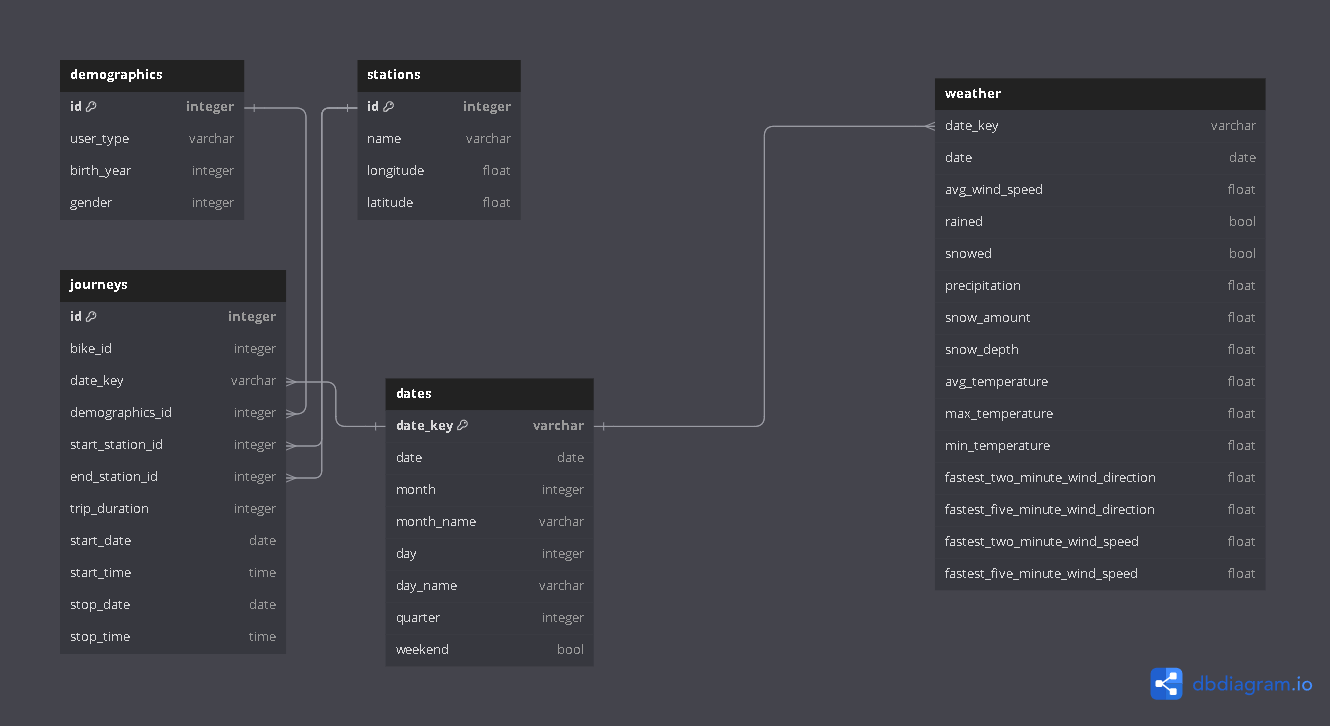 demographics
id integer
user_type varchar
birth_year integer
gender integer
stations
id integer
name varchar
longitude float
latitude float
weather
date_key varchar
date date
avg_wind_speed float
rained bool
snowed bool
precipitation float
snow_amount float
snow_depth float
avg_temperature float
max_temperature float
min_temperature float
fastest_two_minute_wind_direction float
fastest_five_minute_wind_direction float
fastest_two_minute_wind_speed float
fastest_five_minute_wind_speed float
journeys
id integer
bike_id integer
date_key varchar
demographics_id integer
start_station_id integer
end_station_id integer
trip_duration integer
start_date date
start_time time
stop_date date
stop_time time
dates
date_key varchar
date date
month integer
month_name varchar
day integer
day_name varchar
quarter integer
weekend bool
dbdiagram.io